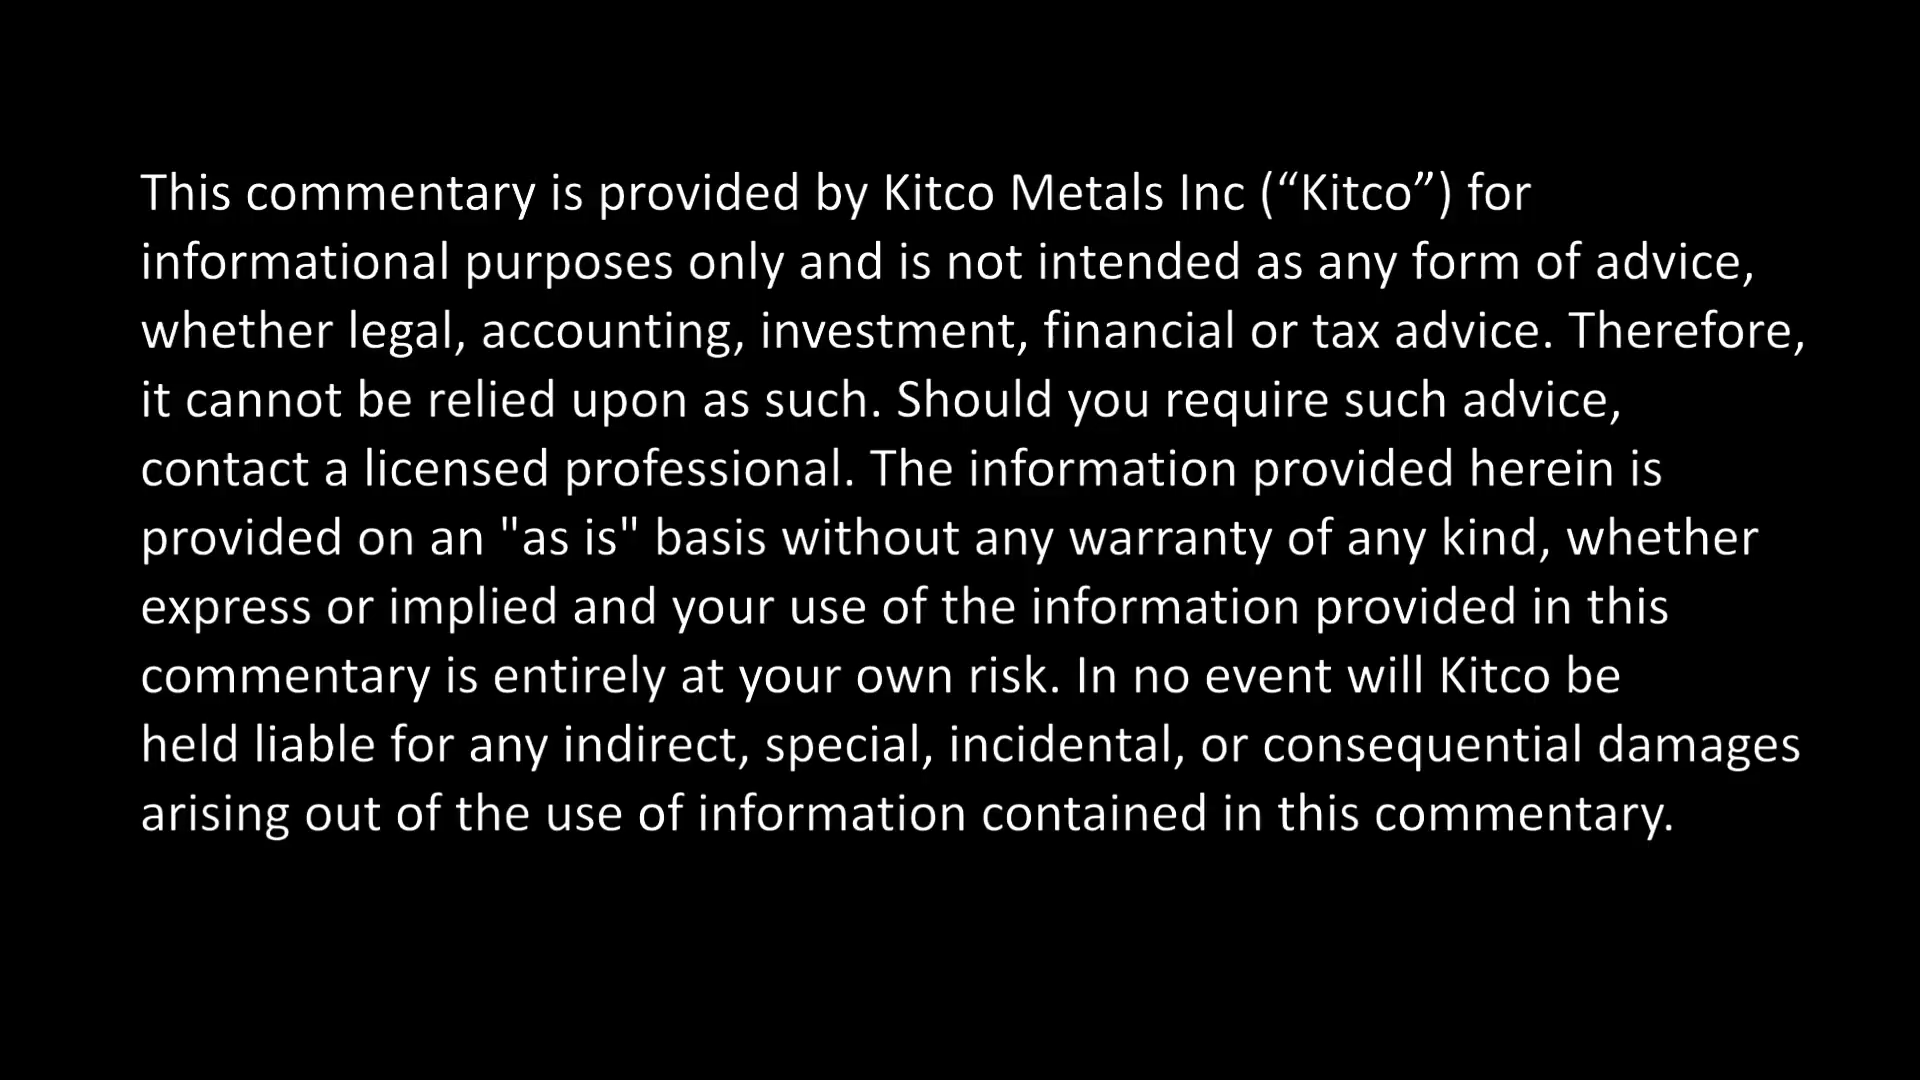 This commentary is provided by Kitco Metals Inc (“Kitco”) for
informational purposes only and is not intended as any form of advice,
whether legal, accounting, investment, financial or tax advice. Therefore,
it cannot be relied upon as such. Should you require such advice,
contact a licensed professional. The information provided herein is
provided on an "as is" basis without any warranty of any kind, whether
express or implied and your use of the information provided in this
commentary is entirely at your own risk. In no event will Kitco be
held liable for any indirect, special, incidental, or consequential damages
arising out of the use of information contained in this commentary.